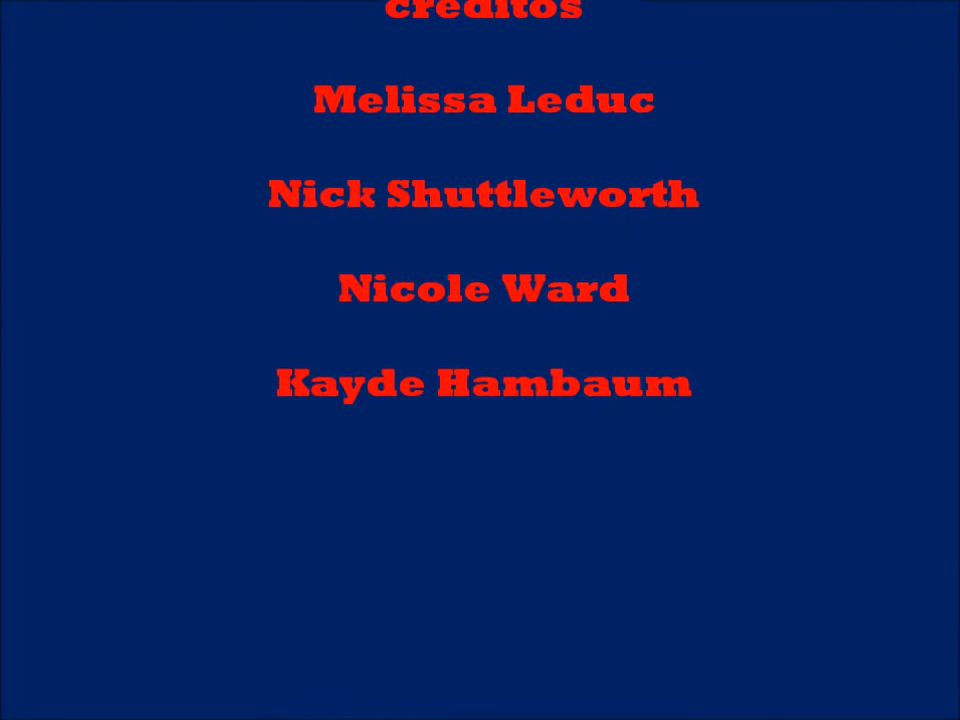 creditos
Melissa Leduc
Nick Shuttleworth
Nicole Ward
Kayde Hambaum